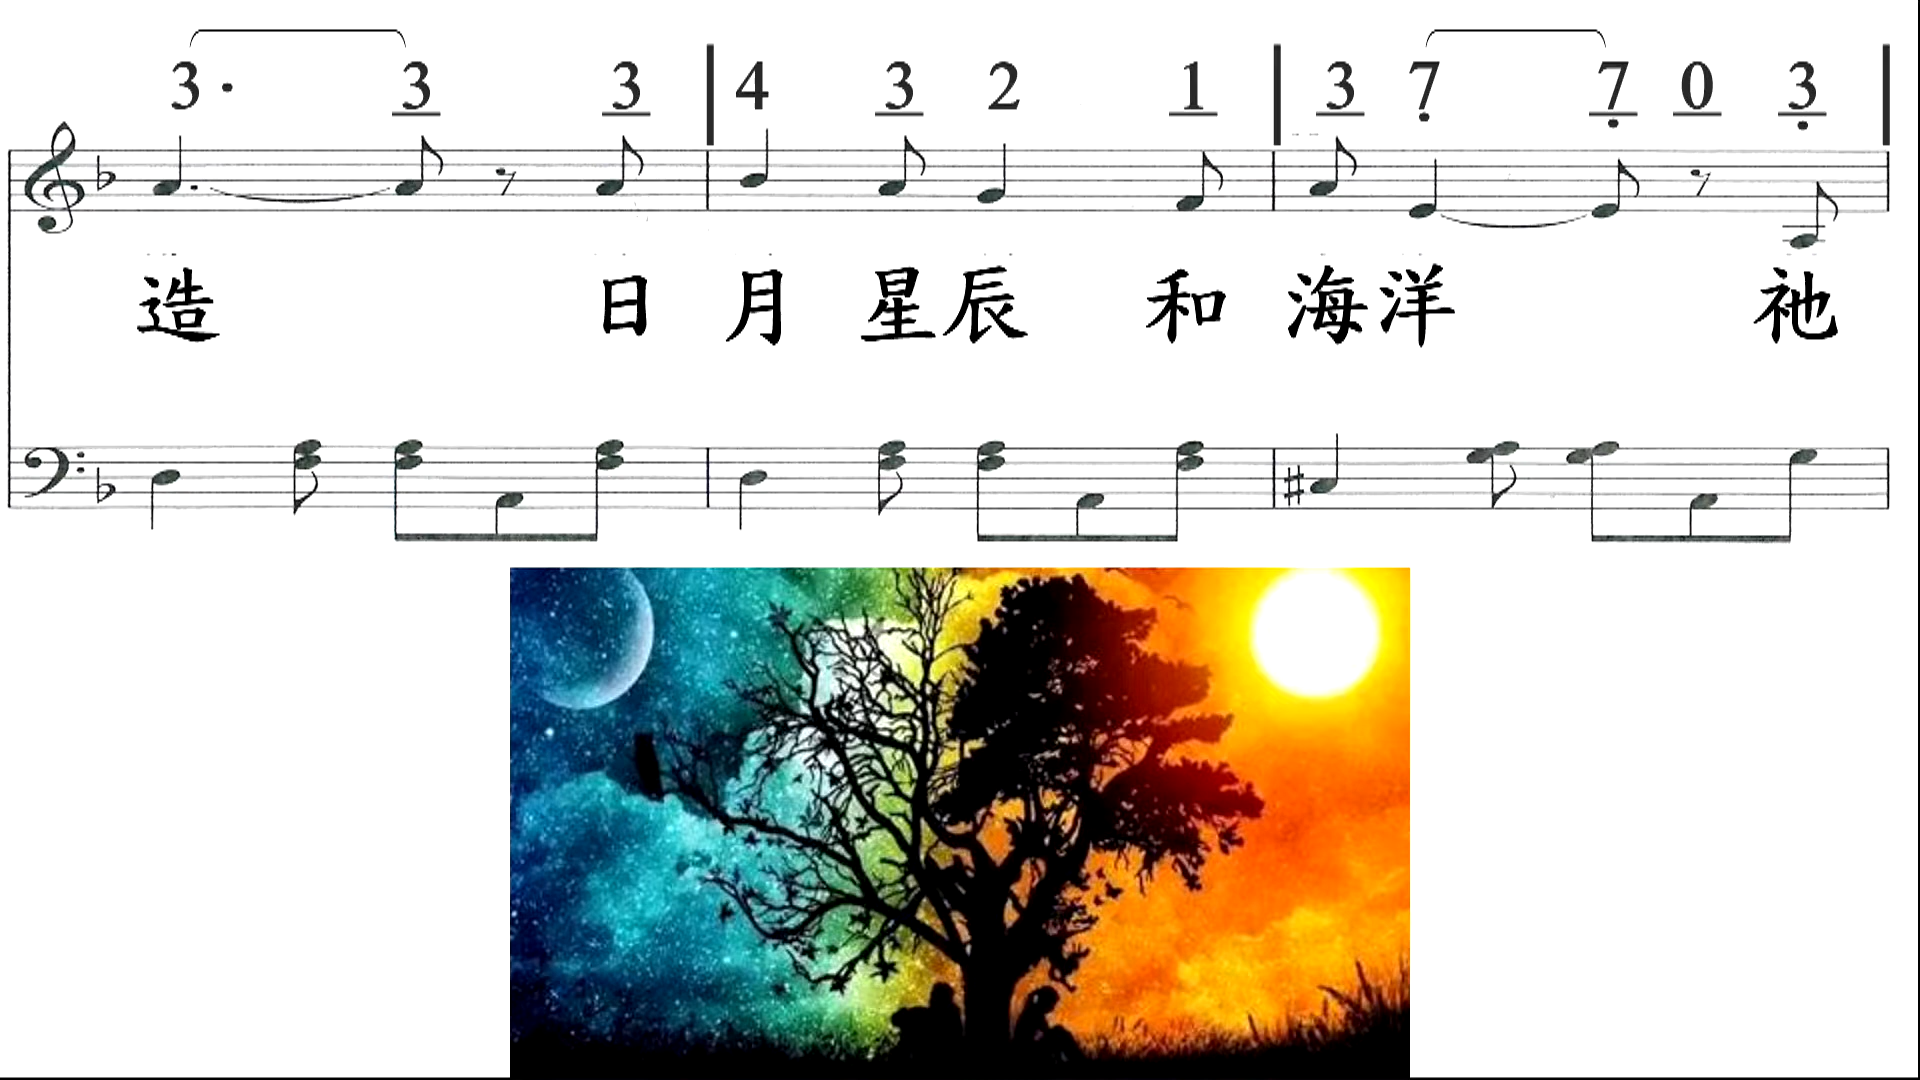 3· 3 3 | 4 3 2 1 | 3 7 7 0 3 |
造 日 月 星 辰 和 海 洋 祂